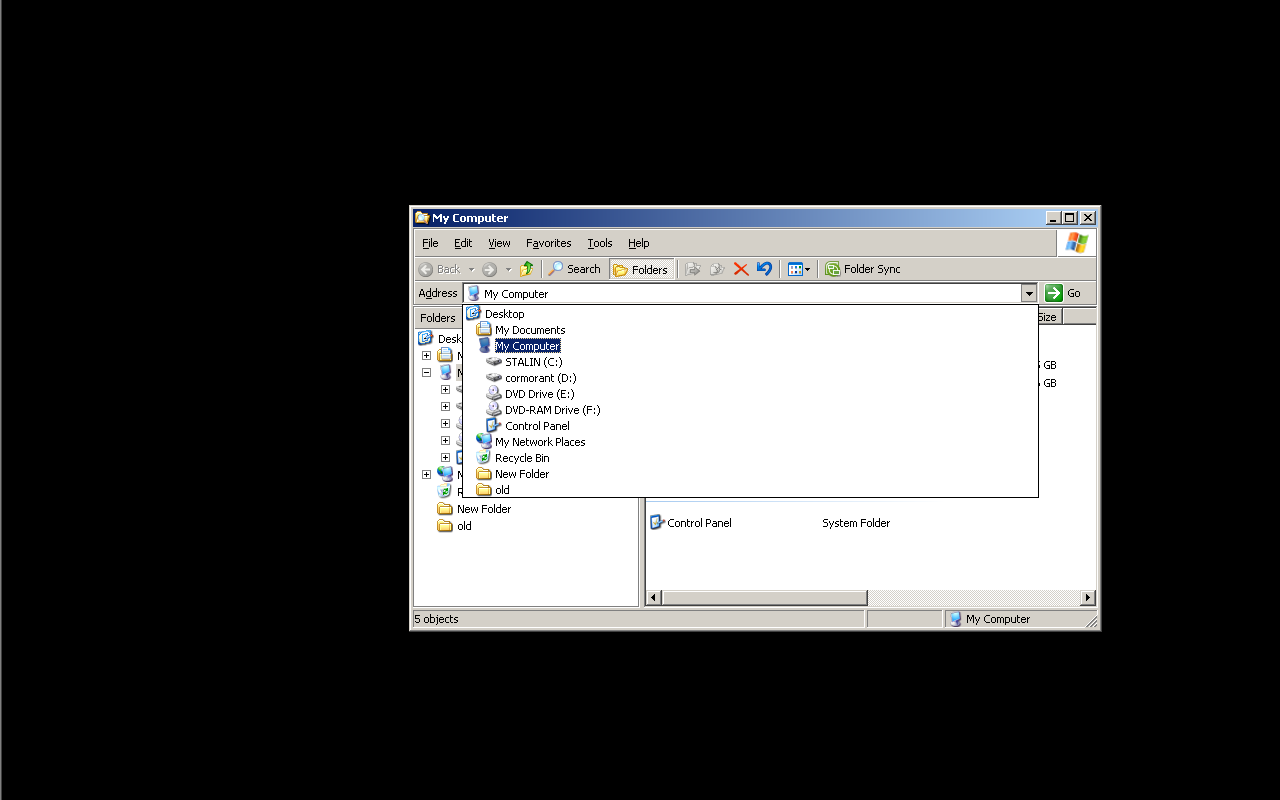 My Computer
File Edit View Favorites Tools Help
Back Search Folders Folder Sync
Address My Computer Go
Folders Size
Desktop
My Documents
My Computer
STALIN (C:)
cormorant (D:)
DVD Drive (E:)
DVD-RAM Drive (F:)
Control Panel
My Network Places
Recycle Bin
New Folder
old
GB
GB
New Folder
old
Control Panel System Folder
5 objects My Computer